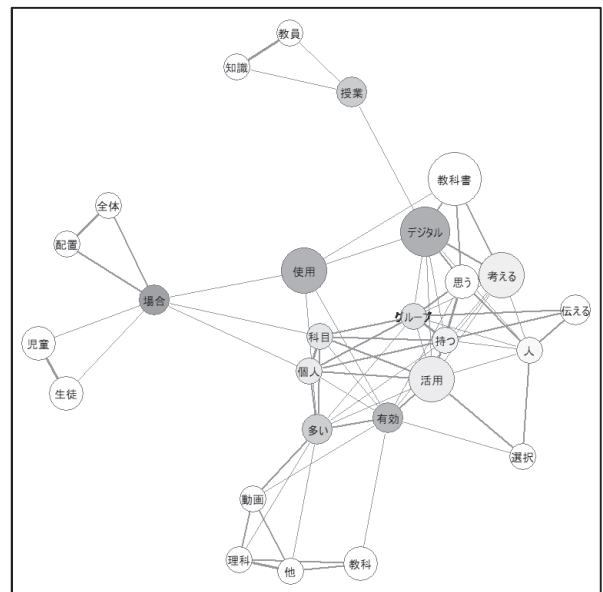 教員
知識
授業
教科書
全体
デジタル
配置
使用
思う
考える
場合
グループ
伝える
科目
持つ
人
児童
個人
活用
生徒
有効
多い
選択
動画
理科
他
教科